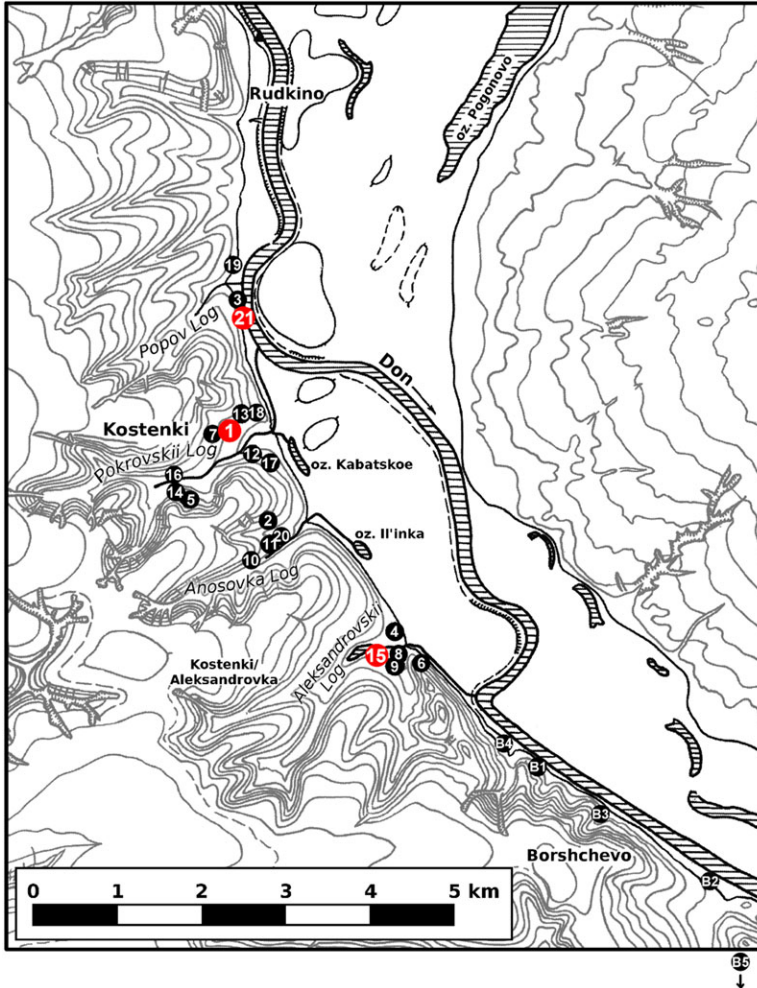 Rudkino
oz. Pogonovo
19
3
21
Popov Log
Don
13
18
Kostenki
7
1
Pokrovskii Log
12
17
oz. Kabatskoe
16
14
5
2
20
11
10
oz. Il'inka
Anosovka Log
4
Aleksandrovskii
Log
15
8
9
6
Kostenki/
Aleksandrovka
B4
B1
B3
Borshchevo
B2
0 1 2 3 4 5 km
B5